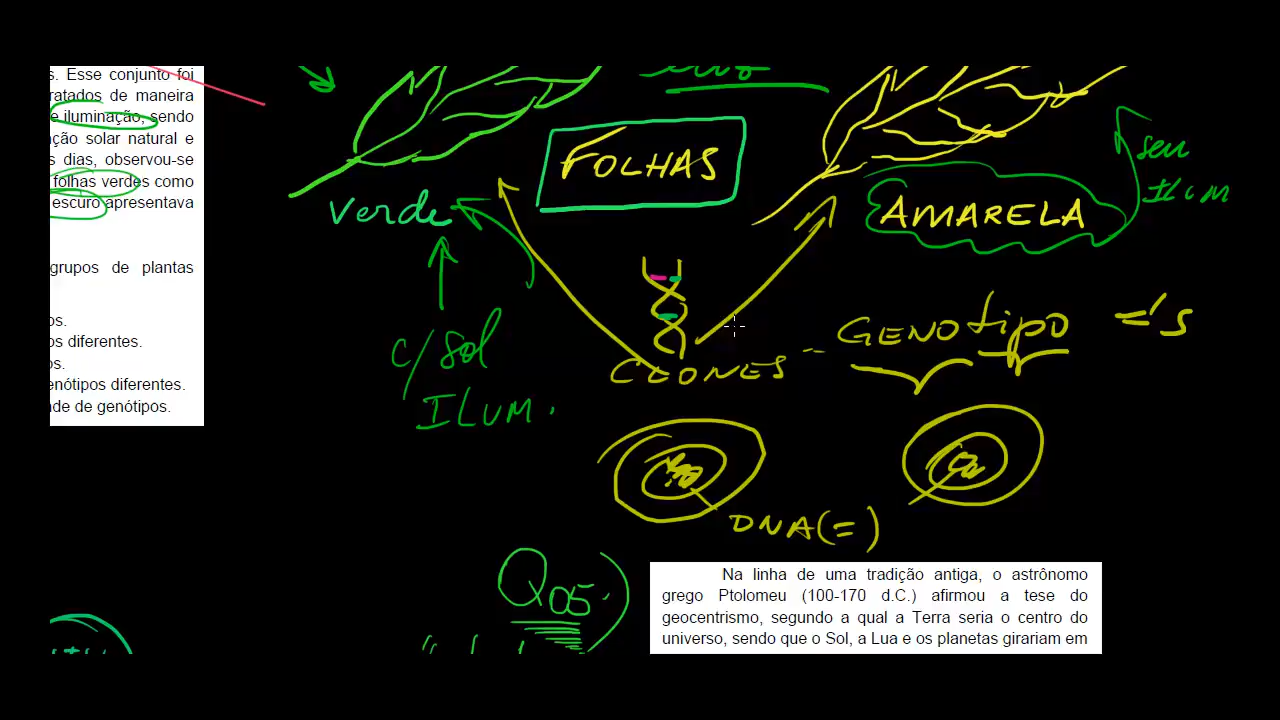 s. Esse conjunto foi
ratados de maneira
e iluminação, sendo
ção solar natural e
s dias, observou-se
folhas verdes como
escuro apresentava
grupos de plantas
os.
os diferentes.
os.
enótipos diferentes.
de de genótipos.
FOLHAS
Verde
AMARELA
sem
ILUM
c/ Sol
ILUM.
CLONES - GENOtipo ='s
DNA(=)
Q05.
Na linha de uma tradição antiga, o astrônomo
grego Ptolomeu (100-170 d.C.) afirmou a tese do
geocentrismo, segundo a qual a Terra seria o centro do
universo, sendo que o Sol, a Lua e os planetas girariam em